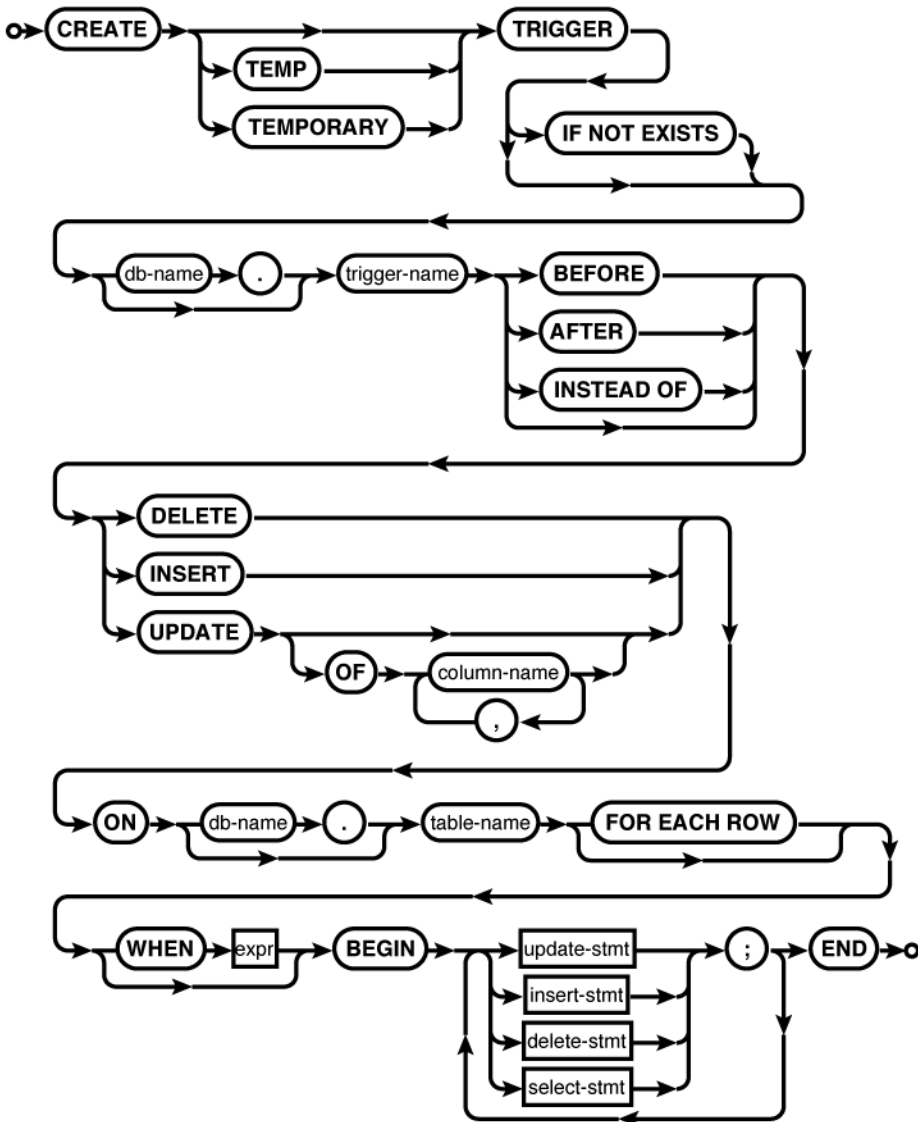 CREATE TRIGGER
TEMP
TEMPORARY
IF NOT EXISTS
db-name . trigger-name BEFORE
AFTER
INSTEAD OF
DELETE
INSERT
UPDATE
OF column-name
,
ON db-name . table-name FOR EACH ROW
WHEN expr BEGIN update-stmt ; END
insert-stmt
delete-stmt
select-stmt